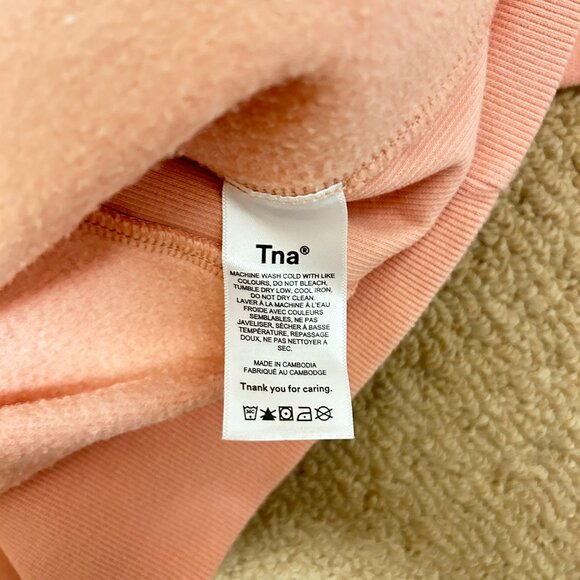 Tna®
MACHINE WASH COLD WITH LIKE
COLOURS, DO NOT BLEACH,
TUMBLE DRY LOW, COOL IRON,
DO NOT DRY CLEAN.
LAVER À LA MACHINE À L'EAU
FROIDE AVEC COULEURS
SEMBLABLES, NE PAS
JAVELISER, SÉCHER À BASSE
TEMPÉRATURE, REPASSAGE
DOUX, NE PAS NETTOYER À
SEC.
MADE IN CAMBODIA
FABRIQUÉ AU CAMBODGE
Tnank you for caring.